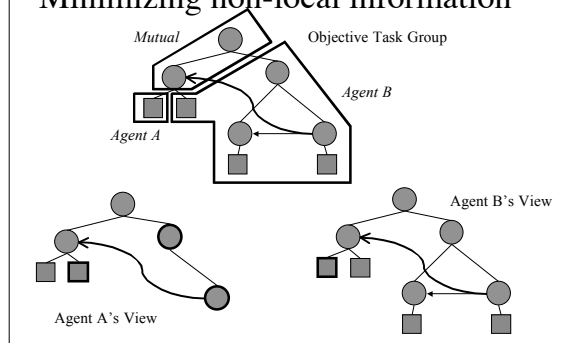 Minimizing non-local information
Mutual
Objective Task Group
Agent B
Agent A
Agent B's View
Agent A's View